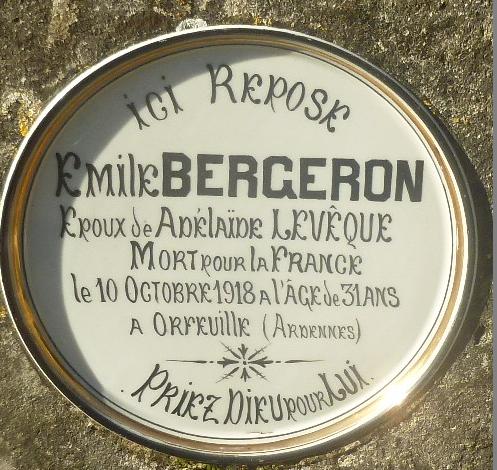 ici Repose
Emile BERGERON
Epoux de Adélaïde LEVÊQUE
Mort pour la France
le 10 Octobre 1918 a l'âge de 31 ans
a Orfeuille (Ardennes)
Priez Dieu pour Lui.